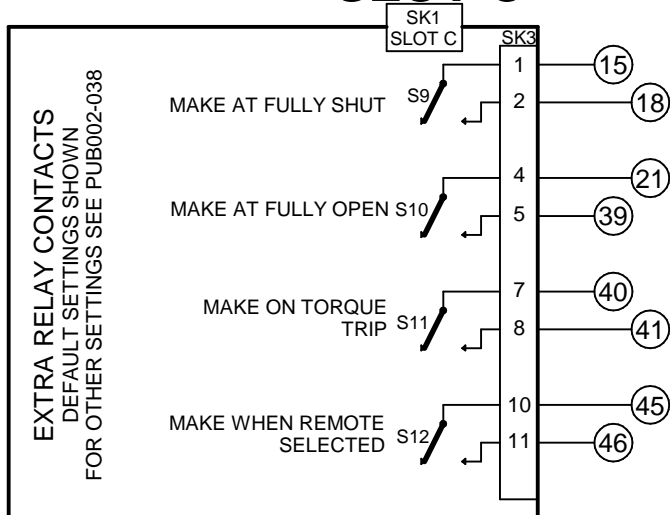 SK1
SLOT C
SK3
EXTRA RELAY CONTACTS
DEFAULT SETTINGS SHOWN
FOR OTHER SETTINGS SEE PUB002-038
MAKE AT FULLY SHUT S9 1 15
2 18
MAKE AT FULLY OPEN S10 4 21
5 39
MAKE ON TORQUE
TRIP S11 7 40
8 41
MAKE WHEN REMOTE
SELECTED S12 10 45
11 46